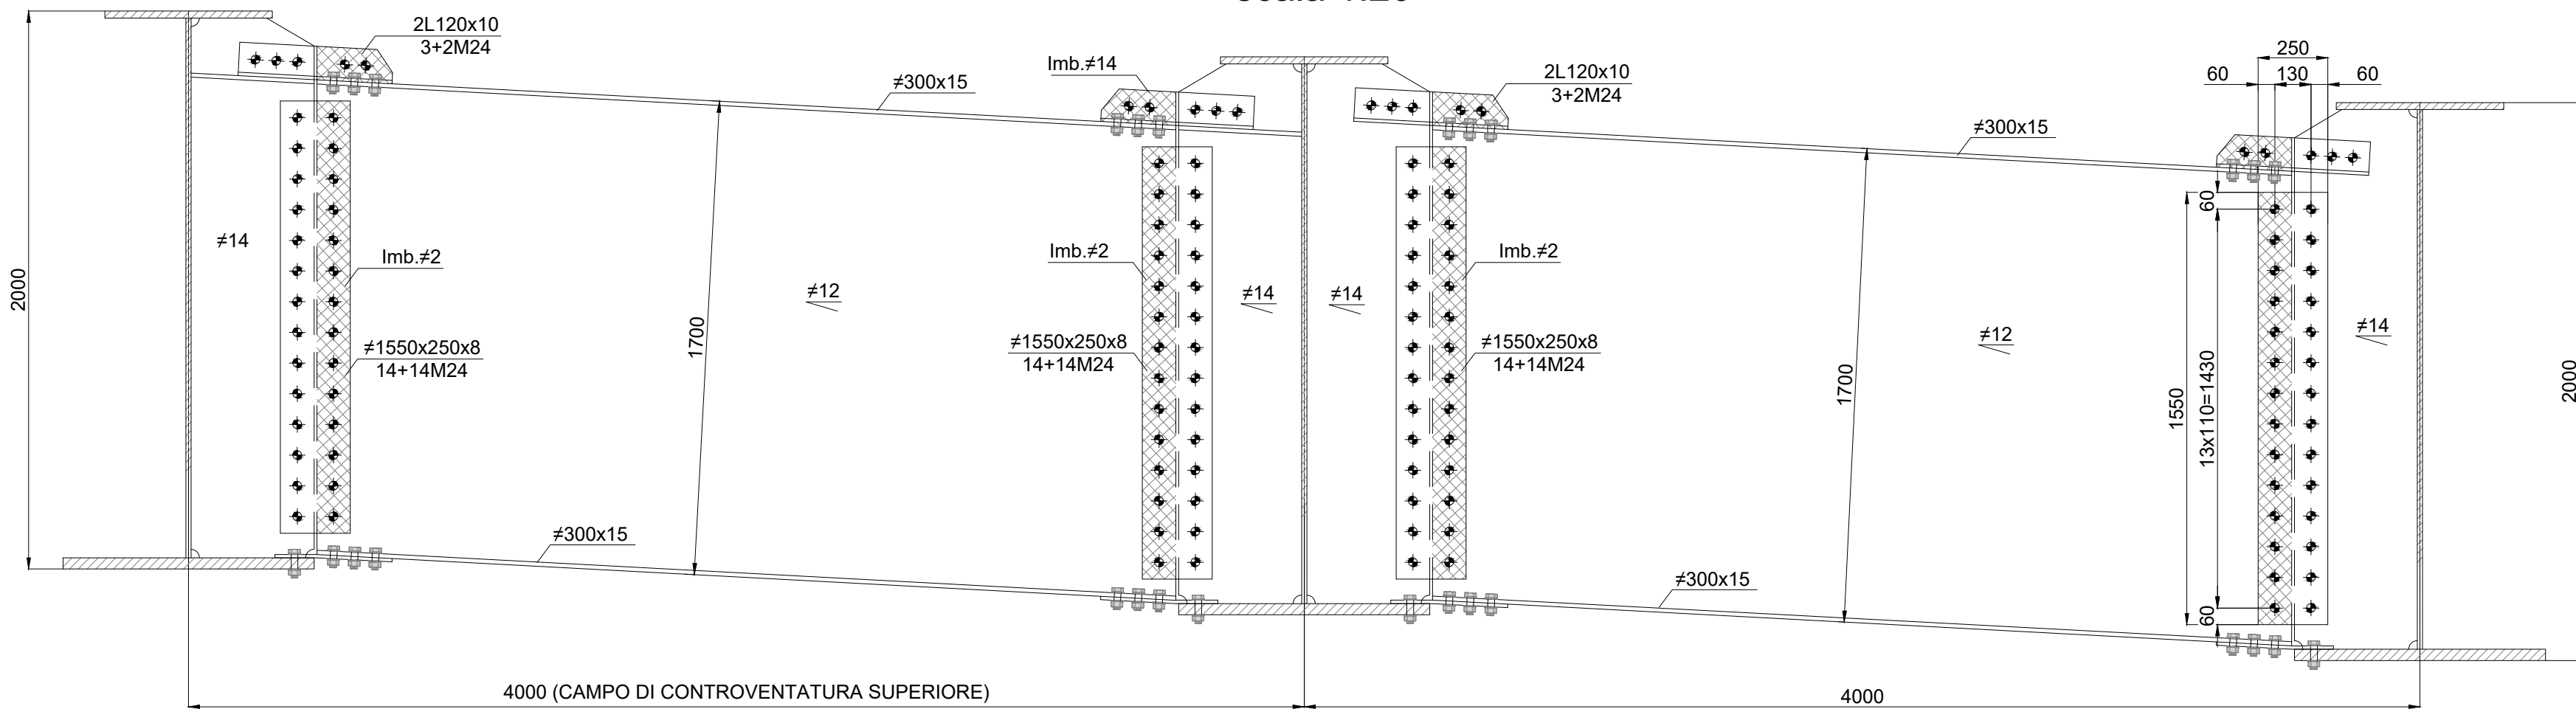 2L120x10
3+2M24
≠300x15
Imb.≠14
2L120x10
3+2M24
≠300x15
250
60
130
60
2000
≠14
Imb.≠2
≠1550x250x8
14+14M24
1700
≠12
≠300x15
Imb.≠2
≠1550x250x8
14+14M24
≠14
≠14
Imb.≠2
≠1550x250x8
14+14M24
1700
≠12
≠300x15
60
1550
13x110=1430
60
≠14
2000
4000 (CAMPO DI CONTROVENTATURA SUPERIORE)
4000